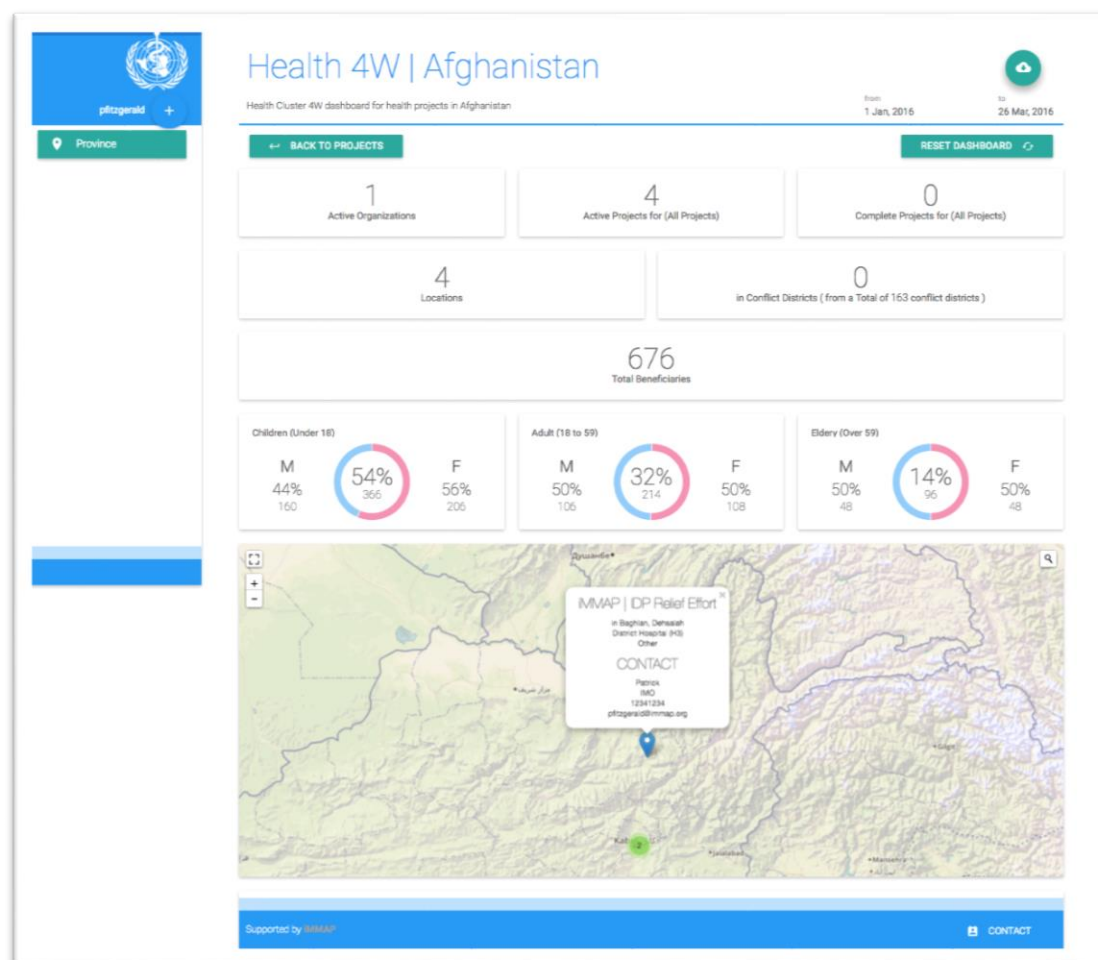 pfitzgerald +
Province
Health 4W | Afghanistan
Health Cluster 4W dashboard for health projects in Afghanistan
from
1 Jan, 2016
to
26 Mar, 2016
BACK TO PROJECTS
RESET DASHBOARD
1
Active Organizations
4
Active Projects for (All Projects)
0
Complete Projects for (All Projects)
4
Locations
0
in Conflict Districts ( from a Total of 163 conflict districts )
676
Total Beneficiaries
Children (Under 18)
M
44%
160
54%
366
F
56%
206
Adult (18 to 59)
M
50%
106
32%
214
F
50%
108
Eldery (Over 59)
M
50%
48
14%
96
F
50%
48
+
-
Душанбе
iMMAP | IDP Relief Effort
in Baghlan, Dehsalah
District Hospital (H3)
Other
CONTACT
Patrick
IMO
12341234
pfitzgerald@immap.org
مزار شریف
2
Jalalabad
Supported by iMMAP
CONTACT